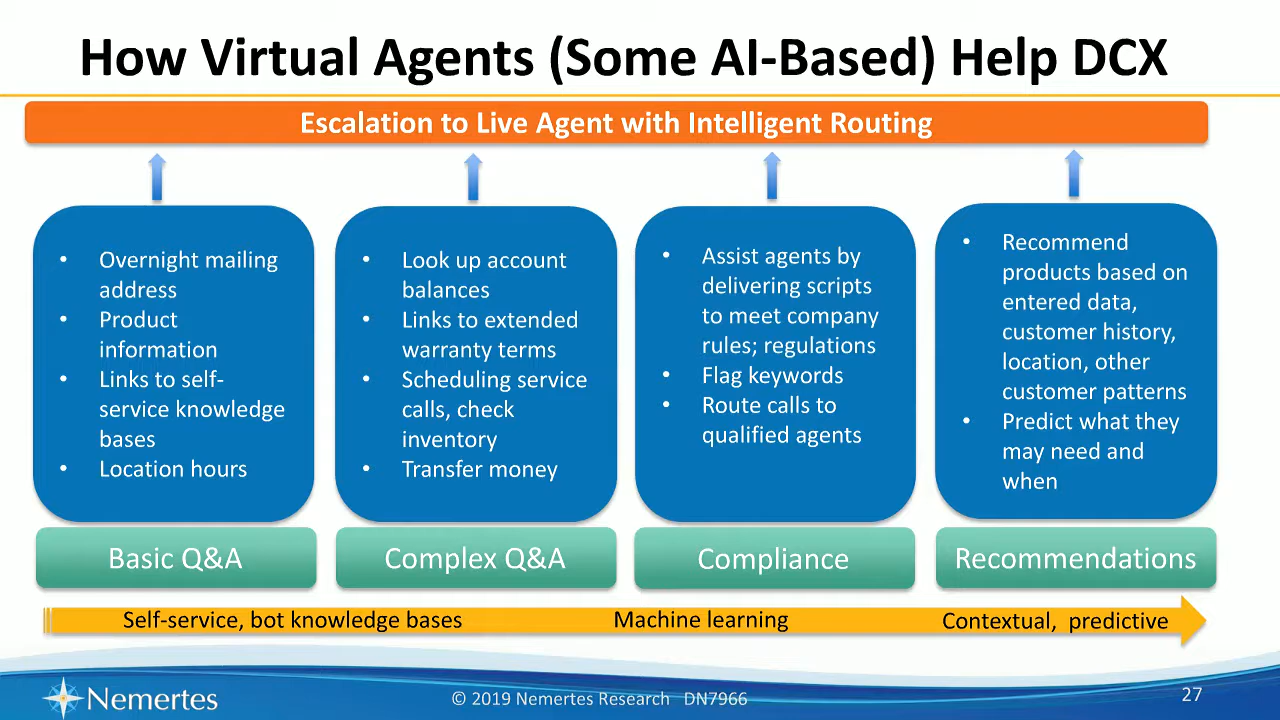 How Virtual Agents (Some AI-Based) Help DCX
Escalation to Live Agent with Intelligent Routing
• Overnight mailing
address
• Product
information
• Links to self-
service knowledge
bases
• Location hours
Basic Q&A
• Look up account
balances
• Links to extended
warranty terms
• Scheduling service
calls, check
inventory
• Transfer money
Complex Q&A
• Assist agents by
delivering scripts
to meet company
rules; regulations
• Flag keywords
• Route calls to
qualified agents
Compliance
• Recommend
products based on
entered data,
customer history,
location, other
customer patterns
• Predict what they
may need and
when
Recommendations
Self-service, bot knowledge bases
Machine learning
Contextual, predictive
Nemertes
© 2019 Nemertes Research DN7966
27